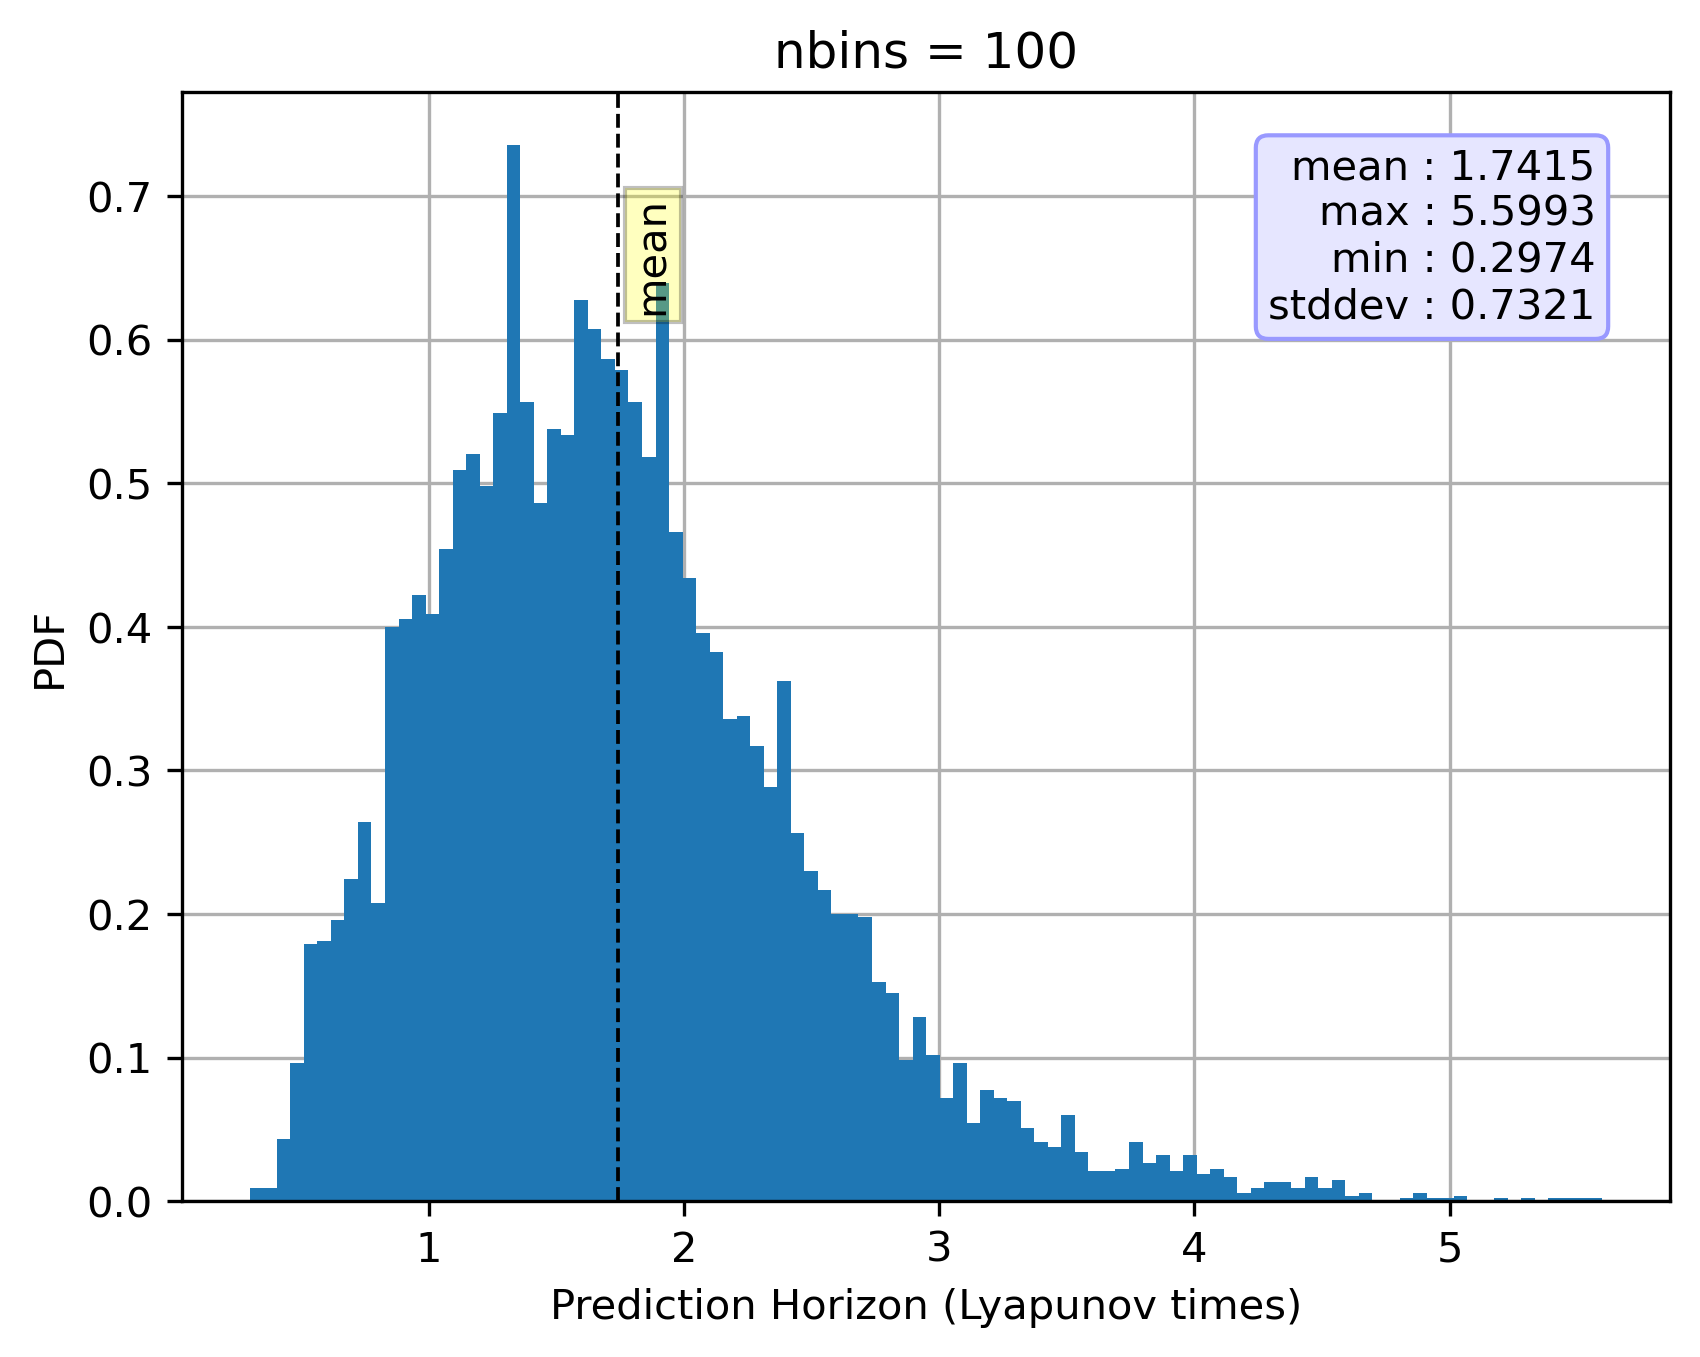 nbins = 100
mean : 1.7415
max : 5.5993
min : 0.2974
stddev : 0.7321
mean
PDF
0.7
0.6
0.5
0.4
0.3
0.2
0.1
0.0
1 2 3 4 5
Prediction Horizon (Lyapunov times)